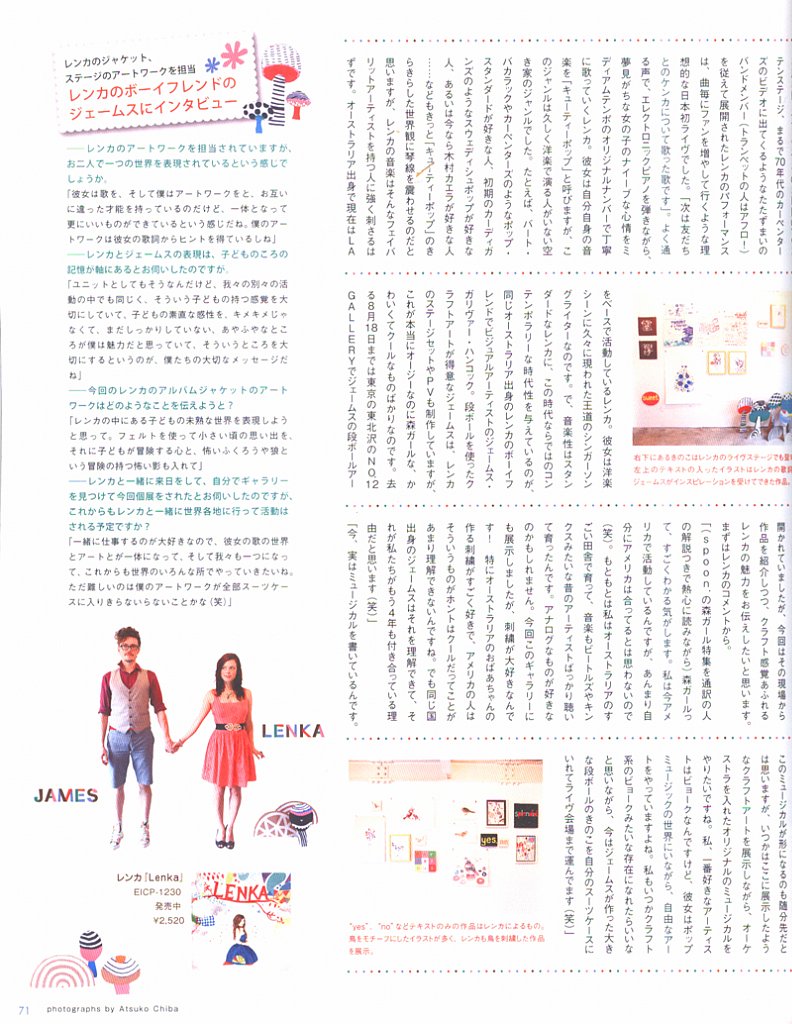 レンカのジャケット、
ステージのアートワークを担当
レンカのボーイフレンドの
ジェームスにインタビュー
――レンカのアートワークを担当されていますが、
お二人で一つの世界を表現されているという感じで
しょうか。
「彼女は歌を、そして僕はアートワークをと、お互い
に違った才能を持っているのだけど、一体となって
更にいいものができているという感じだね。僕のアー
トワークは彼女の歌詞からヒントを得ているしね」
――レンカとジェームスの表現は、子どものころの
記憶が軸にあるとお伺いしたのですが。
「ユニットとしてもそうなんだけど、我々の別々の活
動の中でも同じく、そういう子どもの持つ感覚を大
切にしていて、子どもの素直な感性を、キメキメじゃ
なくて、まだしっかりしていない、あやふやなとこ
ろが僕は魅力だと思っていて、そういうところを大
切にするというのが、僕たちの大切なメッセージだ
ね」
――今回のレンカのアルバムジャケットのアート
ワークはどのようなことを伝えようと？
「レンカの中にある子どもの未熟な世界を表現しよう
と思って。フェルトを使って小さい頃の思い出を、
それに子どもが冒険する心と、怖いふくろうや狼と
いう冒険の持つ怖い影も入れて」
――レンカと一緒に来日をして、自分でギャラリー
を見つけて今回個展をされたとお伺いしたのですが、
これからもレンカと一緒に世界各地に行って活動は
される予定ですか？
「一緒に仕事するのが大好きなので、彼女の歌の世界
とアートとが一体になって、そして我々も一つになっ
て、これからも世界のいろんな所でやっていきたいね。
ただ難しいのは僕のアートワークが全部スーツケー
スに入りきらないらないことかな（笑）」
JAMES
LENKA
レンカ『Lenka』
EICP-1230
発売中
¥2,520
LENKA
テンステージ、まるで70年代のカーペンター
ズのビデオに出てくるようなたたずまいの
バンドメンバー（トランペットの人はアフロ！）
を従えて展開されたレンカのパフォーマンス
は、曲毎にファンを増やして行くような理
想的な日本初ライヴでした。「次は友だち
とのケンカについて歌った歌です」。よく通
る声で、エレクトロニックピアノを弾きながら、
夢見がちな女の子のナイーブな心情をミ
ディアムテンポのオリジナルナンバーで丁寧
に歌っていくレンカ。彼女は自分自身の音
楽を「キューティーポップ」と呼びますが、こ
のジャンルは久しく洋楽で演る人がいない空
き家のジャンルでした。たとえば、バート・
バカラックやカーペンターズのようなポップ・
スタンダードが好きな人、初期のカーディガ
ンズのようなスウェディシュポップが好きな
人、あるいは今なら木村カエラが好きな人
……などもきっと「キューティーポップ」のき
らきらした世界観に琴線を震わせるのだと
思いますが、レンカの音楽はそんなフェイバ
リットアーティストを持つ人に強く刺さるは
ずです。オーストラリア出身で現在はLA
をベースで活動しているレンカ。彼女は洋楽
シーンに久々に現われた王道のシンガーソン
グライターなのです。で、音楽性はスタン
ダードなレンカに、この時代ならではのコン
テンポラリーな時代性を与えているのが、
同じオーストラリア出身のレンカのボーイフ
レンドでビジュアルアーティストのジェームス・
ガリヴァー・ハンコック。段ボールを使ったク
ラフトアートが得意なジェームスは、レンカ
のステージセットやPVも制作していますが、
これが本当にオージーなのに森ガールな、か
わいくてクールなものばかりなのです。去
る8月18日までは東京の東北沢のNO.12
GALLERYでジェームスの段ボールアー
sweet
右下にあるきのこはレンカのライヴステージでも
左上のテキストの入ったイラストはレンカの歌詞
ジェームスがインスピレーションを受けてできた作品。
開かれていましたが、今回はその現場から
作品を紹介しつつ、クラフト感覚あふれる
レンカの魅力をお伝えしたいと思います。
まずはレンカのコメントから。
「（spoon.の森ガール特集を通訳の人
の解説つきで熱心に読みながら）森ガールっ
て、すごくわかる気がします。私は今アメ
リカで活動しているんですが、あんまり自
分にアメリカは合ってるとは思わないので
（笑）。もともとは私はオーストラリアのす
ごい田舎で育って、音楽もビートルズやキン
クスみたいな昔のアーティストばっかり聴い
て育ったんです。アナログなものが好きな
のかもしれません。今回このギャラリーに
も展示しましたが、刺繍が大好きなんで
す！　特にオーストラリアのおばあちゃんの
作る刺繍がすごく好きで、アメリカの人は
そういうものがホントはクールだってことが
あまり理解できないんですね。でも同じ国
出身のジェームスはそれを理解できて、そ
れが私たちがもう4年も付き合っている理
由だと思います（笑）」
「今、実はミュージカルを書いているんです。
このミュージカルが形になるのも随分先だと
は思いますが、いつかはここに展示したよう
なクラフトアートを展示しながら、オーケ
ストラを入れたオリジナルのミュージカルを
やりたいですね。私、一番好きなアーティス
トはビョークなんですけど、彼女はポップ
ミュージックの世界にいながら、自由なアー
トをやっていますよね。私もいつかクラフト
系のビョークみたいな存在になれたらいいな
と思いながら、今はジェームスが作った大き
な段ボールのきのこを自分のスーツケースに
いれてライヴ会場まで運んでます（笑）」
yes.
"yes"、"no"などテキストのみの作品はレンカによるもの。
鳥をモチーフにしたイラストが多く、レンカも鳥を刺繍した作品
を展示。
71 photographs by Atsuko Chiba